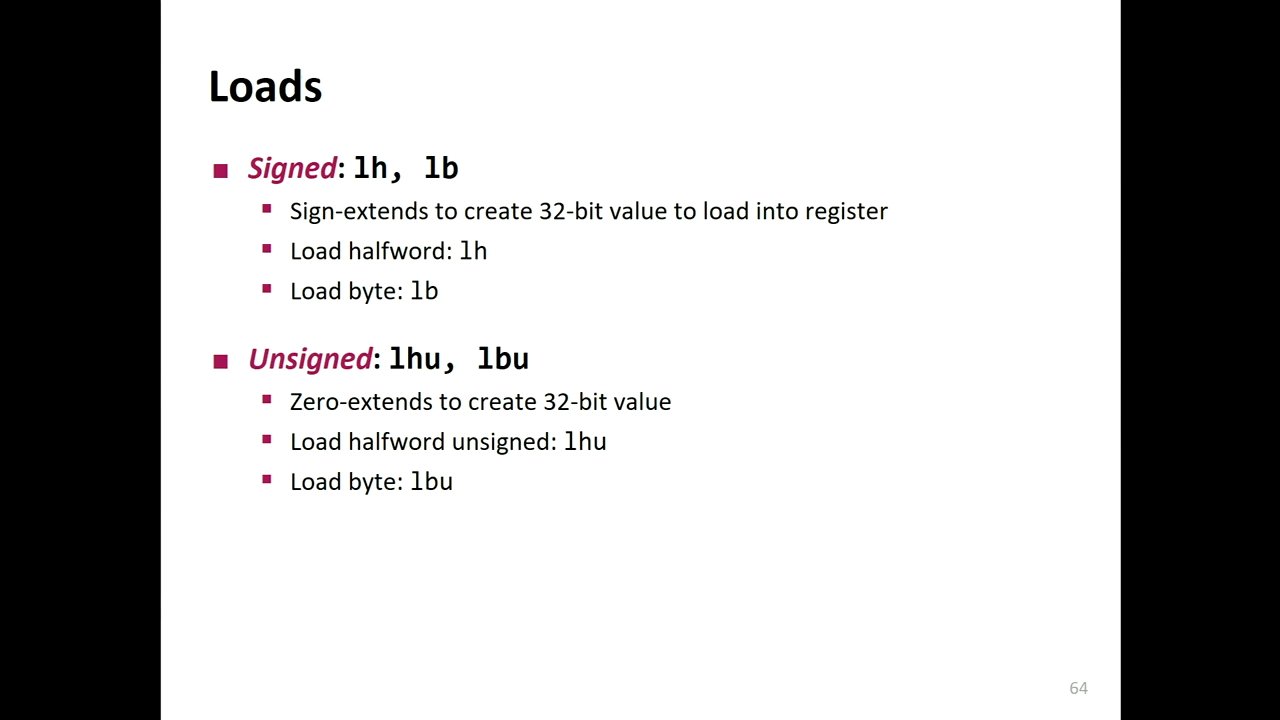 Loads
Signed: lh, lb
Sign-extends to create 32-bit value to load into register
Load halfword: lh
Load byte: lb
Unsigned: lhu, lbu
Zero-extends to create 32-bit value
Load halfword unsigned: lhu
Load byte: lbu
64